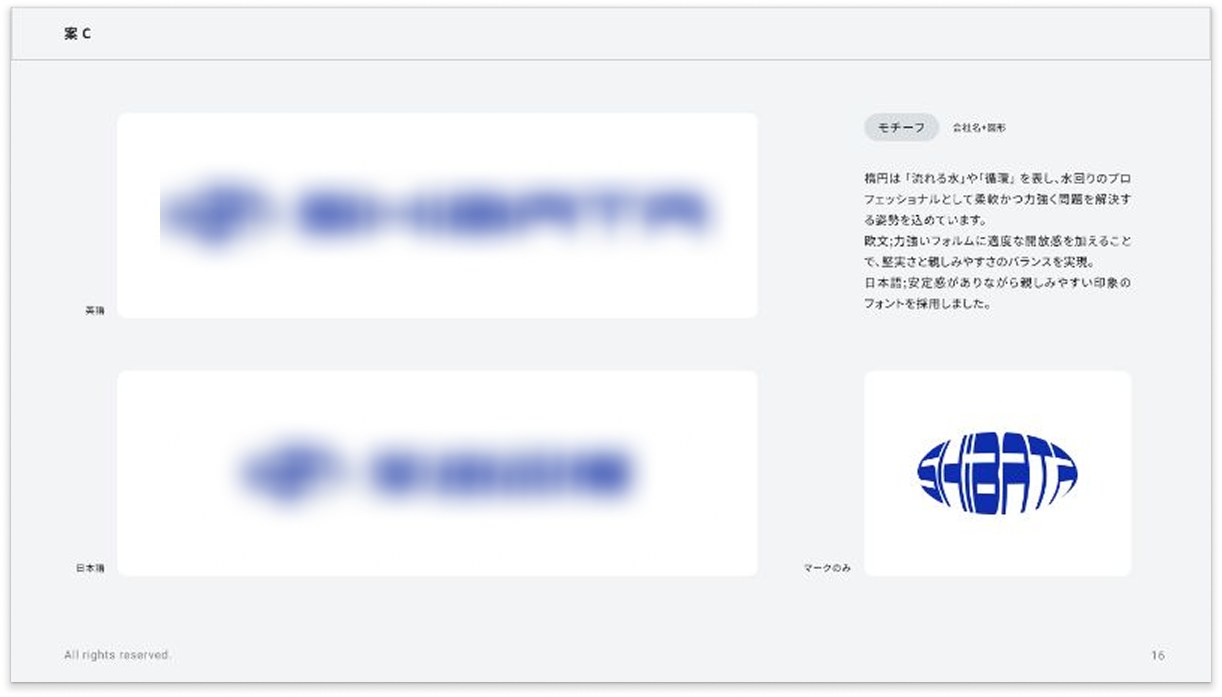 案 C
モチーフ
会社名+図形
楕円は「流れる水」や「循環」を表し、水回りのプロ
フェッショナルとして柔軟かつ力強く問題を解決す
る姿勢を込めています。
欧文;力強いフォルムに適度な開放感を加えること
で、堅実さと親しみやすさのバランスを実現。
日本語;安定感がありながら親しみやすい印象の
フォントを採用しました。
英語
SHIBATA
日本語
マークのみ
All rights reserved.
16